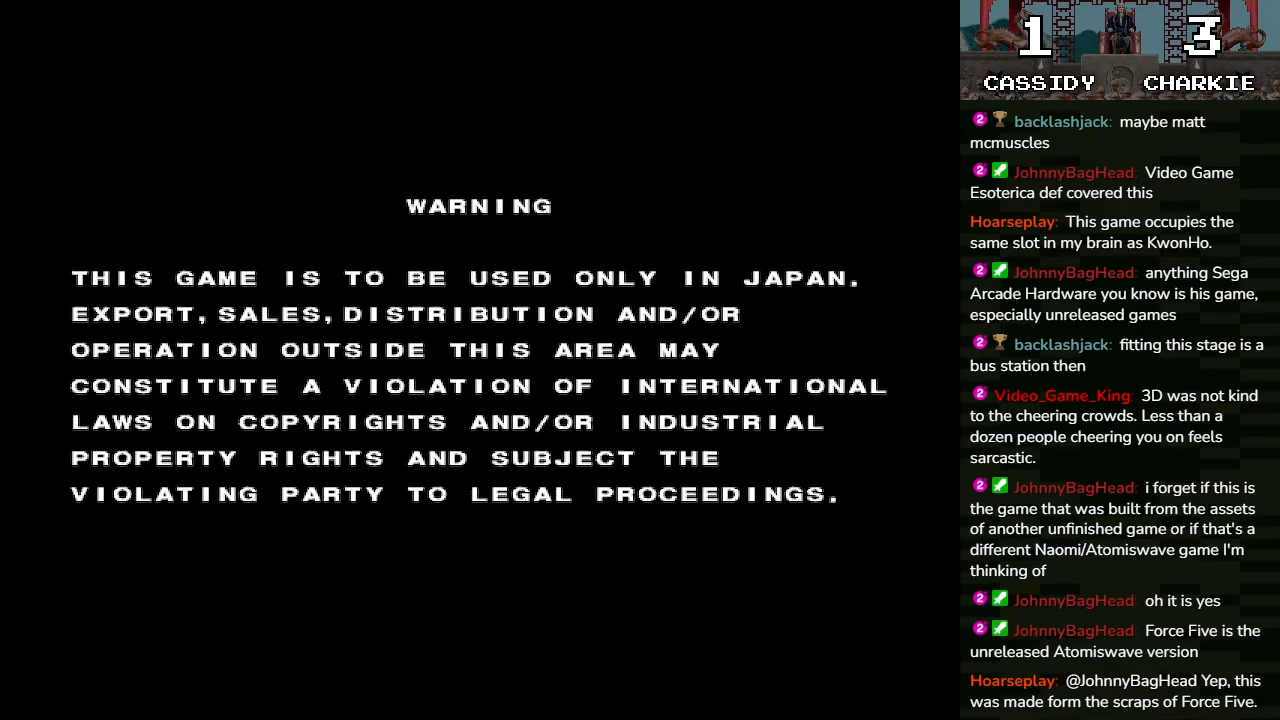 WARNING
THIS GAME IS TO BE USED ONLY IN JAPAN.
EXPORT, SALES, DISTRIBUTION AND/OR
OPERATION OUTSIDE THIS AREA MAY
CONSTITUTE A VIOLATION OF INTERNATIONAL
LAWS ON COPYRIGHTS AND/OR INDUSTRIAL
PROPERTY RIGHTS AND SUBJECT THE
VIOLATING PARTY TO LEGAL PROCEEDINGS.
1 3
CASSIDY CHARKIE
2 backlashjack: maybe matt
mcmuscles
2 JohnnyBagHead: Video Game
Esoterica def covered this
Hoarseplay: This game occupies the
same slot in my brain as KwonHo.
2 JohnnyBagHead: anything Sega
Arcade Hardware you know is his game,
especially unreleased games
2 backlashjack: fitting this stage is a
bus station then
2 Video_Game_King: 3D was not kind
to the cheering crowds. Less than a
dozen people cheering you on feels
sarcastic.
2 JohnnyBagHead: i forget if this is
the game that was built from the assets
of another unfinished game or if that's a
different Naomi/Atomiswave game I'm
thinking of
2 JohnnyBagHead: oh it is yes
2 JohnnyBagHead: Force Five is the
unreleased Atomiswave version
Hoarseplay: @JohnnyBagHead Yep, this
was made form the scraps of Force Five.